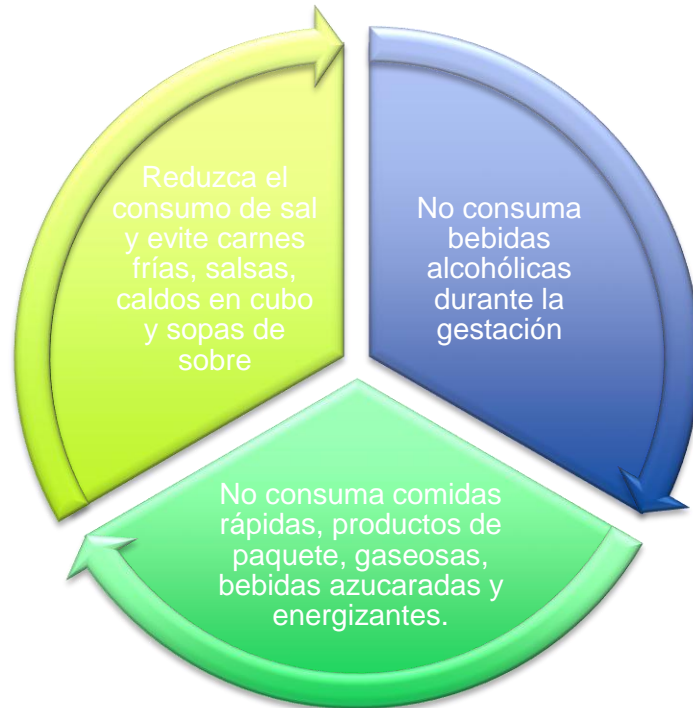 Reduzca el
consumo de sal
y evite carnes
frías, salsas,
caldos en cubo
y sopas de
sobre
No consuma
bebidas
alcohólicas
durante la
gestación
No consuma comidas
rápidas, productos de
paquete, gaseosas,
bebidas azucaradas y
energizantes.